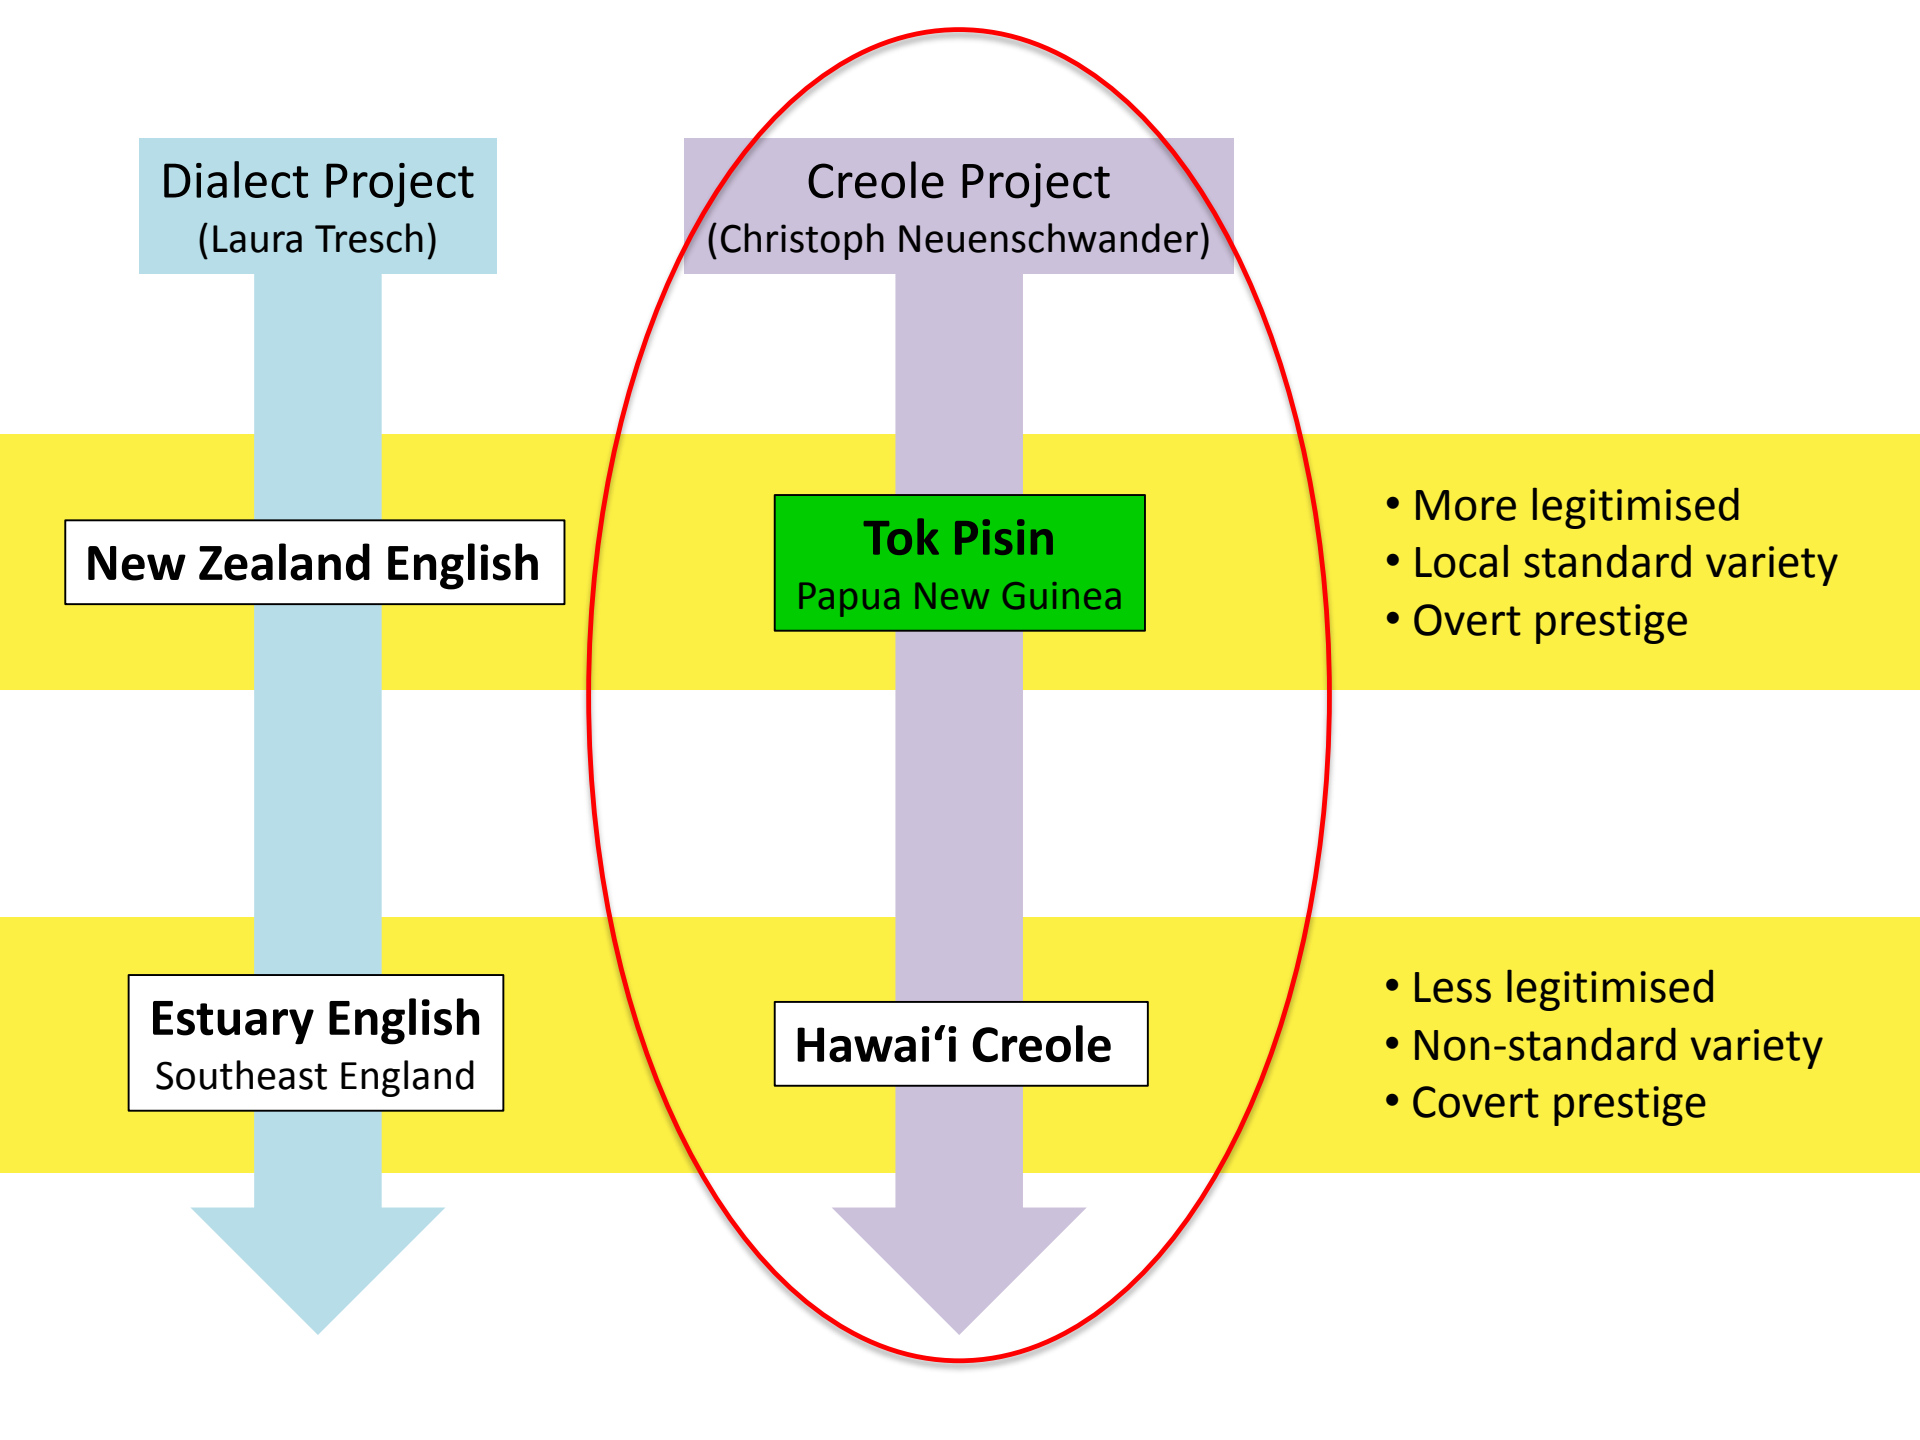 Dialect Project
(Laura Tresch)
Creole Project
(Christoph Neuenschwander)
New Zealand English
Tok Pisin
Papua New Guinea
• More legitimised
• Local standard variety
• Overt prestige
Estuary English
Southeast England
Hawai‘i Creole
• Less legitimised
• Non-standard variety
• Covert prestige